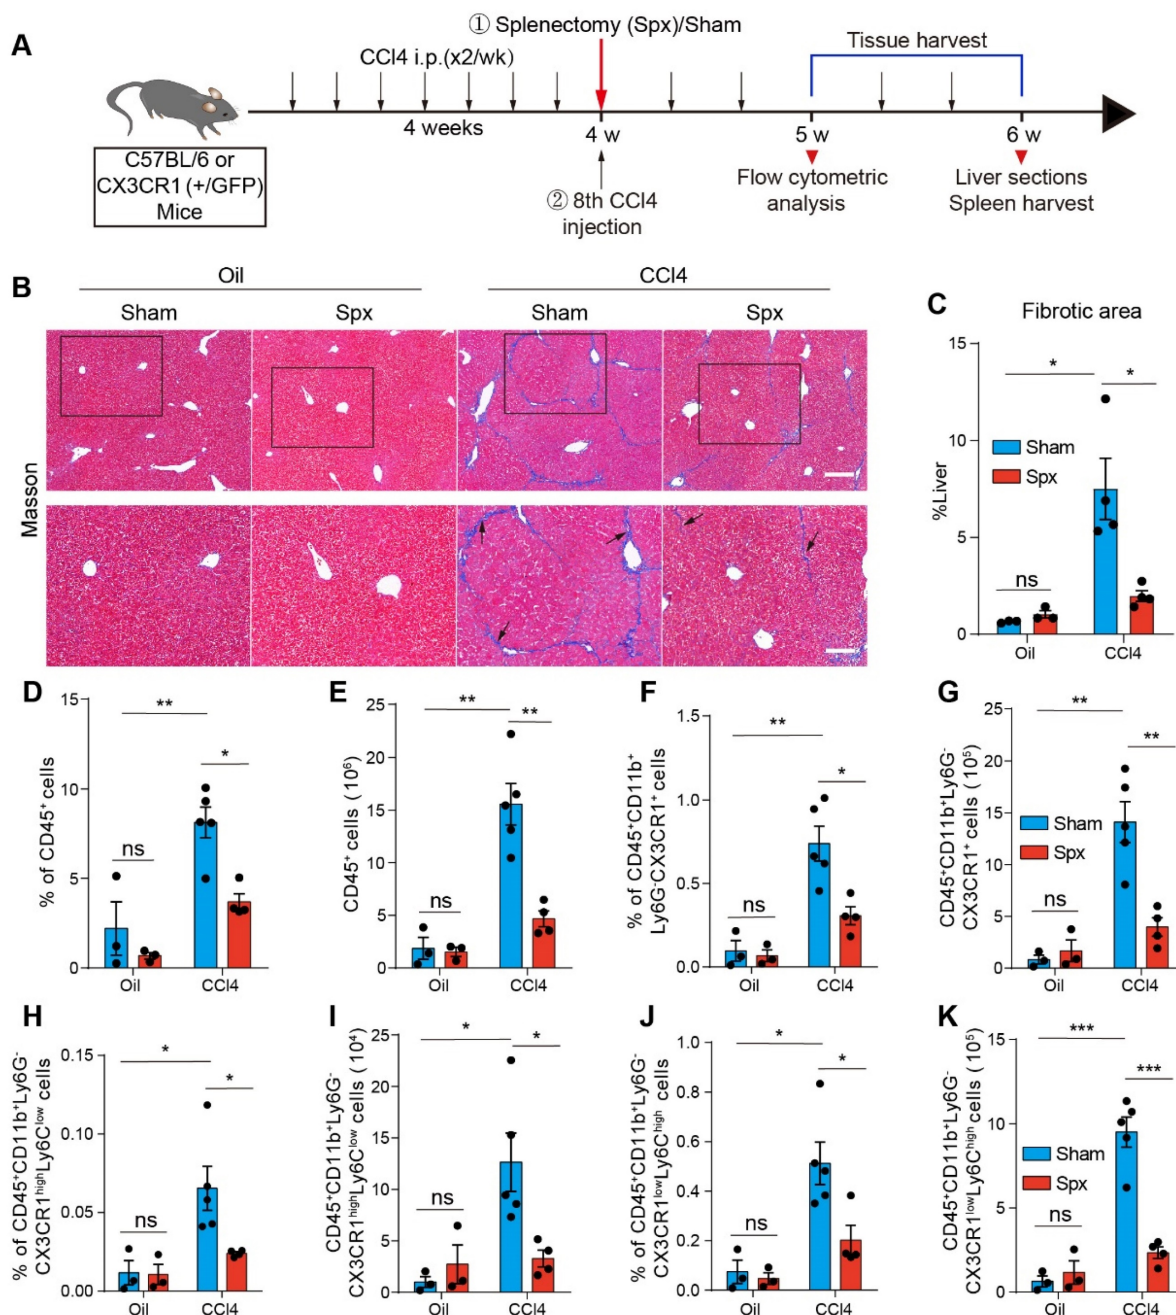 A
① Splenectomy (Spx)/Sham
Tissue harvest
CCl4 i.p.(x2/wk)
4 weeks
4 w
5 w
6 w
C57BL/6 or
CX3CR1 (+/GFP)
Mice
② 8th CCl4
injection
Flow cytometric
analysis
Liver sections
Spleen harvest
B
Oil
CCl4
Sham
Spx
Sham
Spx
Masson
C
Fibrotic area
%Liver
15
10
5
0
*
*
ns
Sham
Spx
Oil
CCl4
D
% of CD45⁺ cells
15
10
5
0
**
*
ns
Oil
CCl4
E
CD45⁺ cells (10⁶)
25
20
15
10
5
0
**
**
ns
Oil
CCl4
F
% of CD45⁺CD11b⁺
Ly6G⁻CX3CR1⁺ cells
1.5
1.0
0.5
0.0
**
*
ns
Oil
CCl4
G
CD45⁺CD11b⁺Ly6G⁻
CX3CR1⁺ cells (10⁵)
25
20
15
10
5
0
**
**
ns
Sham
Spx
Oil
CCl4
H
% of CD45⁺CD11b⁺Ly6G⁻
CX3CR1ʰⁱᵍʰLy6Cˡᵒʷ cells
0.15
0.10
0.05
0.00
*
*
ns
Oil
CCl4
I
CD45⁺CD11b⁺Ly6G⁻
CX3CR1ʰⁱᵍʰLy6Cˡᵒʷ cells (10⁴)
25
20
15
10
5
0
*
*
ns
Oil
CCl4
J
% of CD45⁺CD11b⁺Ly6G⁻
CX3CR1ˡᵒʷLy6Cʰⁱᵍʰ cells
1.0
0.8
0.6
0.4
0.2
0.0
*
*
ns
Oil
CCl4
K
CD45⁺CD11b⁺Ly6G⁻
CX3CR1ˡᵒʷLy6Cʰⁱᵍʰ cells (10⁵)
15
10
5
0
***
***
ns
Sham
Spx
Oil
CCl4